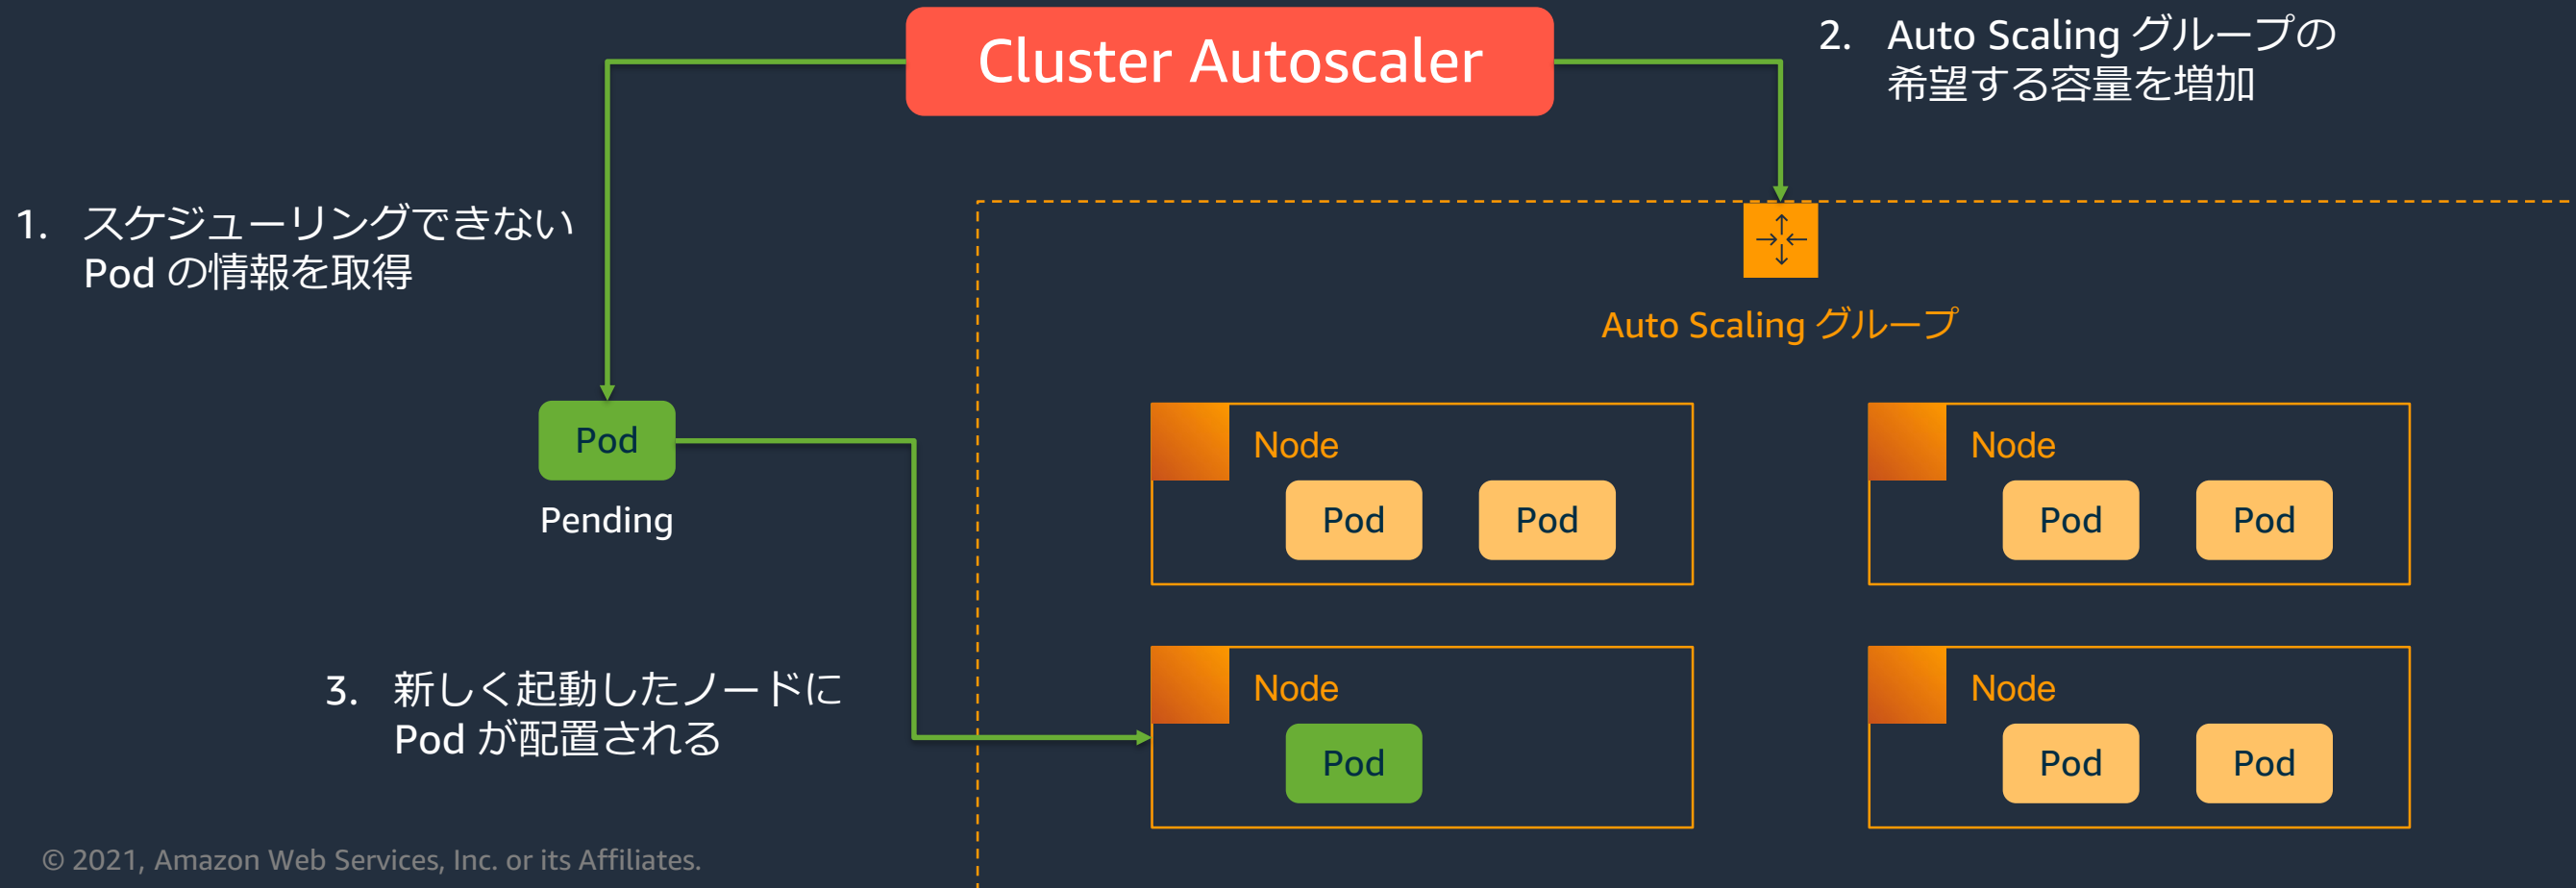 Cluster Autoscaler
2. Auto Scaling グループの
希望する容量を増加
1. スケジューリングできない
Pod の情報を取得
Auto Scaling グループ
Pod
Pending
Node
Pod Pod
Node
Pod Pod
3. 新しく起動したノードに
Pod が配置される
Node
Pod
Node
Pod Pod
© 2021, Amazon Web Services, Inc. or its Affiliates.